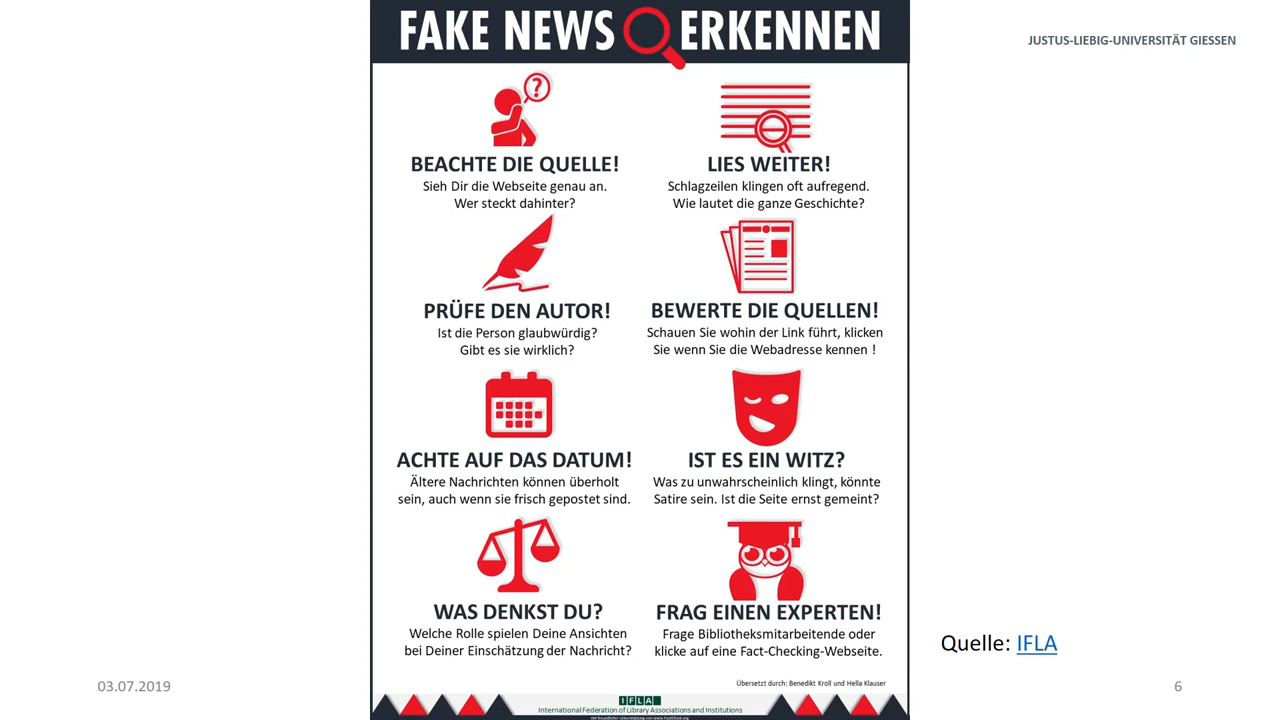 FAKE NEWS ERKENNEN
JUSTUS-LIEBIG-UNIVERSITÄT GIESSEN
?
BEACHTE DIE QUELLE!
Sieh Dir die Webseite genau an.
Wer steckt dahinter?
LIES WEITER!
Schlagzeilen klingen oft aufregend.
Wie lautet die ganze Geschichte?
PRÜFE DEN AUTOR!
Ist die Person glaubwürdig?
Gibt es sie wirklich?
BEWERTE DIE QUELLEN!
Schauen Sie wohin der Link führt, klicken
Sie wenn Sie die Webadresse kennen !
ACHTE AUF DAS DATUM!
Ältere Nachrichten können überholt
sein, auch wenn sie frisch gepostet sind.
IST ES EIN WITZ?
Was zu unwahrscheinlich klingt, könnte
Satire sein. Ist die Seite ernst gemeint?
WAS DENKST DU?
Welche Rolle spielen Deine Ansichten
bei Deiner Einschätzung der Nachricht?
FRAG EINEN EXPERTEN!
Frage Bibliotheksmitarbeitende oder
klicke auf eine Fact-Checking-Webseite.
Quelle: IFLA
Übersetzt durch: Benedikt Kroll und Hella Klauser
IFLA
International Federation of Library Associations and Institutions
mit freundlicher Unterstützung von www.FactCheck.org
03.07.2019
6